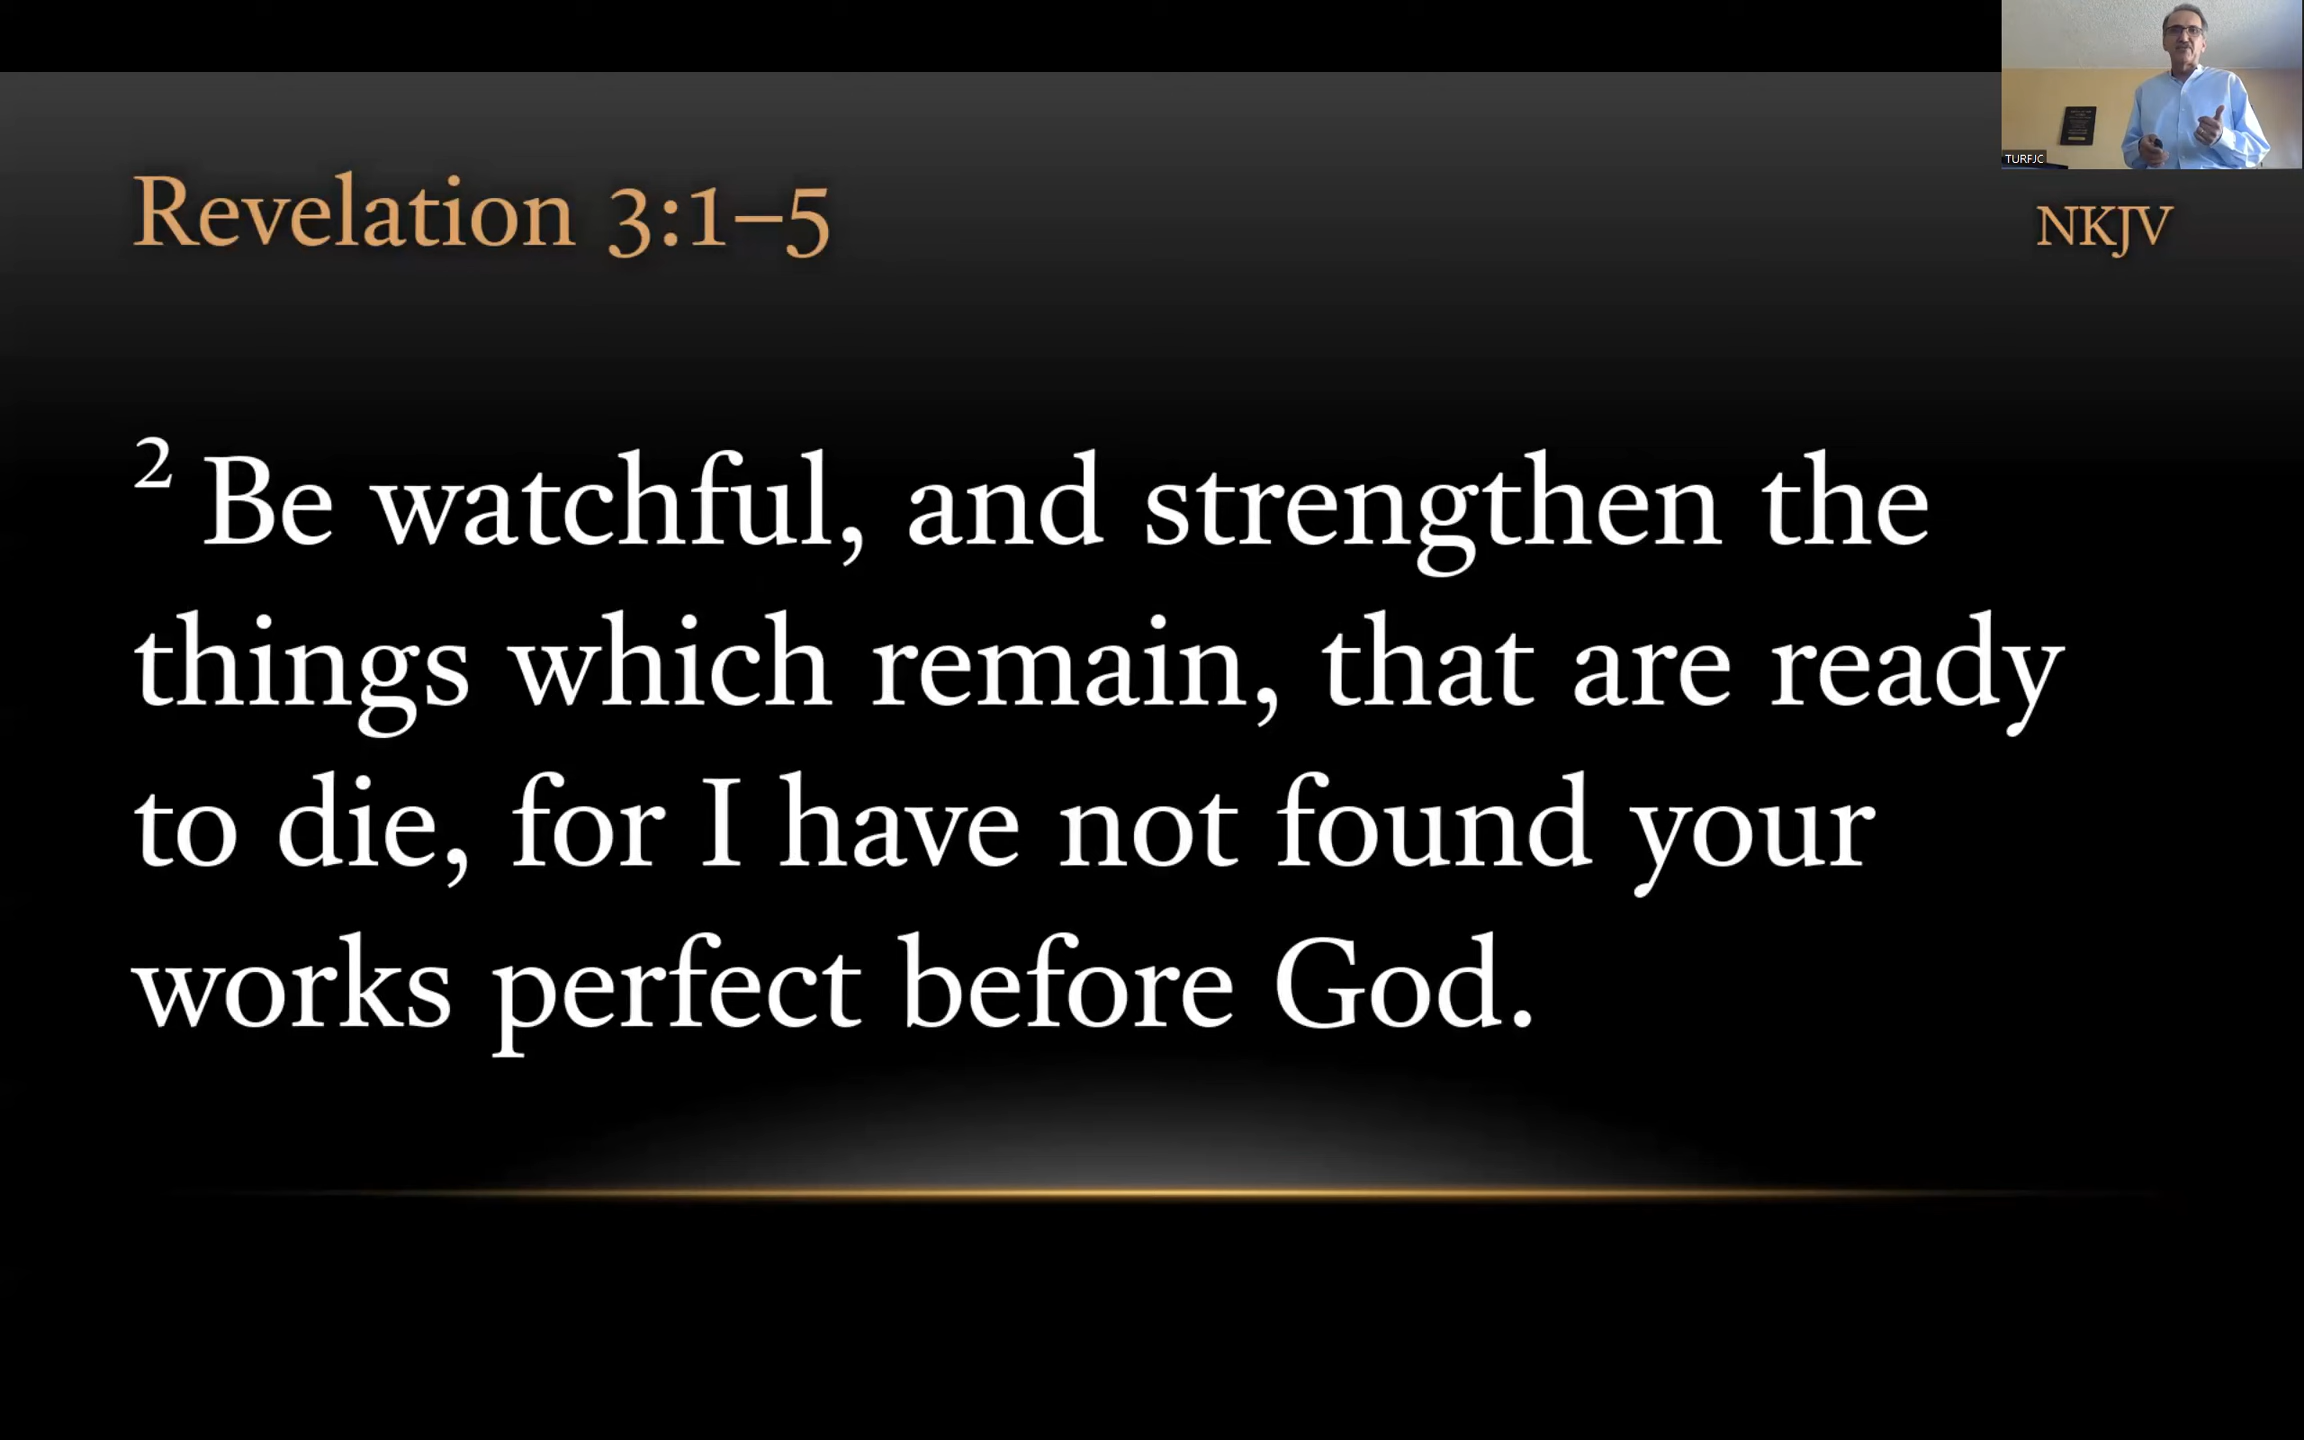 TURFJC
Revelation 3:1–5
NKJV
2 Be watchful, and strengthen the
things which remain, that are ready
to die, for I have not found your
works perfect before God.